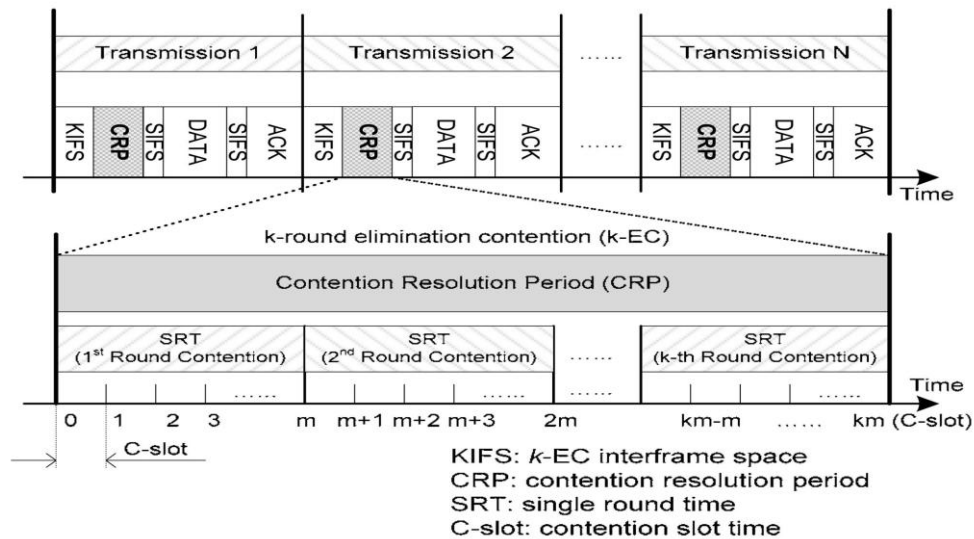 Transmission 1 Transmission 2 ...... Transmission N
KIFS CRP SIFS DATA SIFS ACK KIFS CRP SIFS DATA SIFS ACK ...... KIFS CRP SIFS DATA SIFS ACK
Time
k-round elimination contention (k-EC)
Contention Resolution Period (CRP)
SRT SRT SRT
(1st Round Contention) (2nd Round Contention) ...... (k-th Round Contention)
...... ...... ...... ...... Time
0 1 2 3 m m+1 m+2 m+3 2m km-m ...... km (C-slot)
C-slot
KIFS: k-EC interframe space
CRP: contention resolution period
SRT: single round time
C-slot: contention slot time